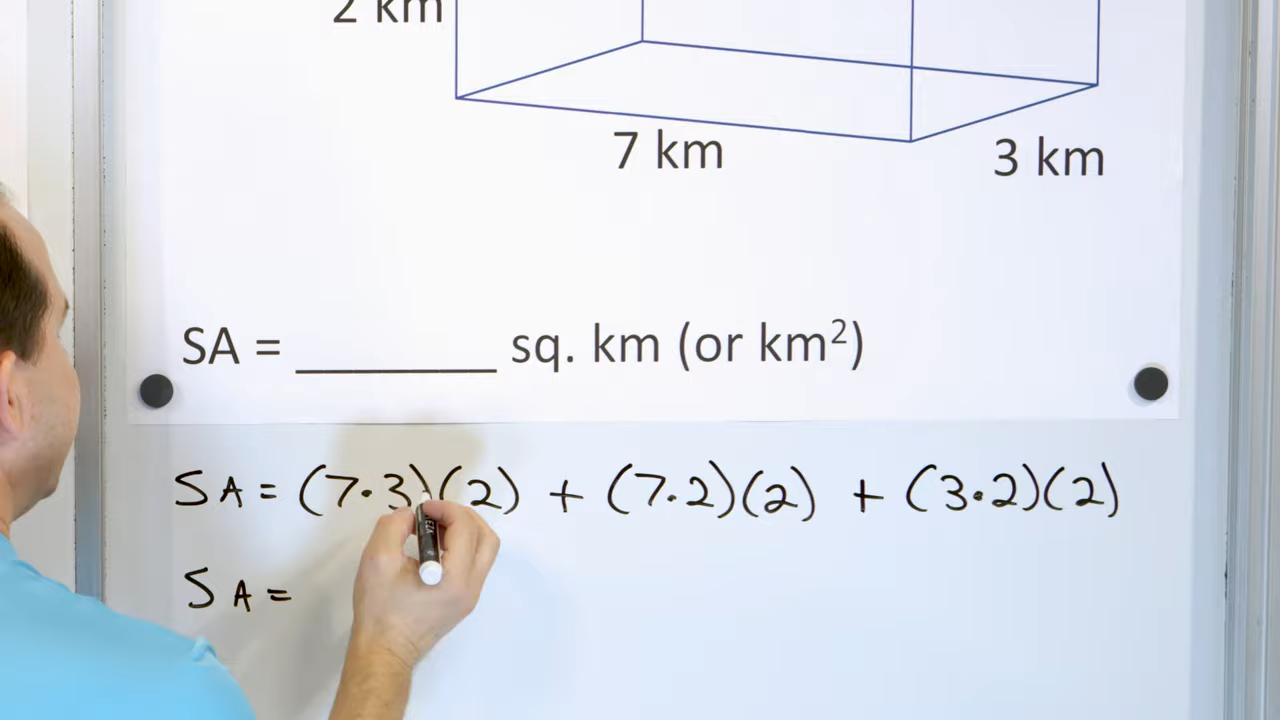 2 km
7 km
3 km
SA = ________ sq. km (or km²)
SA = (7·3)(2) + (7·2)(2) + (3·2)(2)
SA =